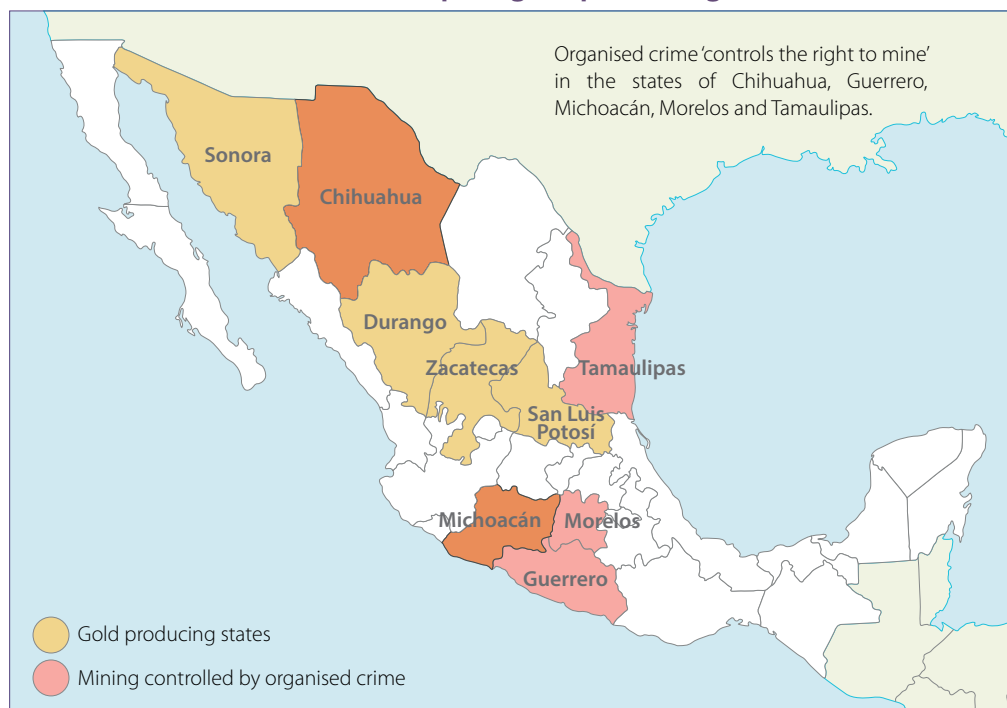 Organised crime ‘controls the right to mine’
in the states of Chihuahua, Guerrero,
Michoacán, Morelos and Tamaulipas.
Sonora
Chihuahua
Durango
Zacatecas
Tamaulipas
San Luis
Potosí
Michoacán
Morelos
Guerrero
Gold producing states
Mining controlled by organised crime